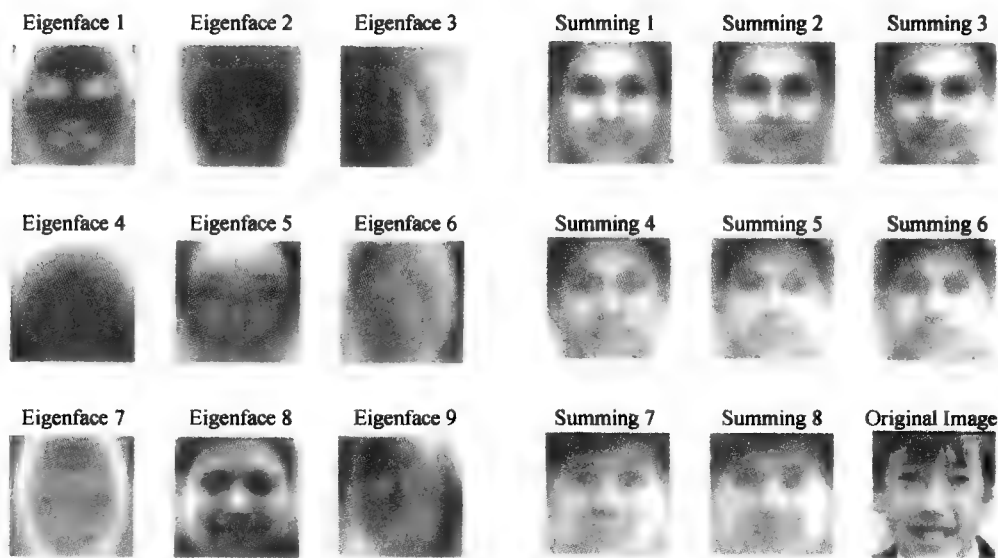 Eigenface 1 Eigenface 2 Eigenface 3 Summing 1 Summing 2 Summing 3
Eigenface 4 Eigenface 5 Eigenface 6 Summing 4 Summing 5 Summing 6
Eigenface 7 Eigenface 8 Eigenface 9 Summing 7 Summing 8 Original Image